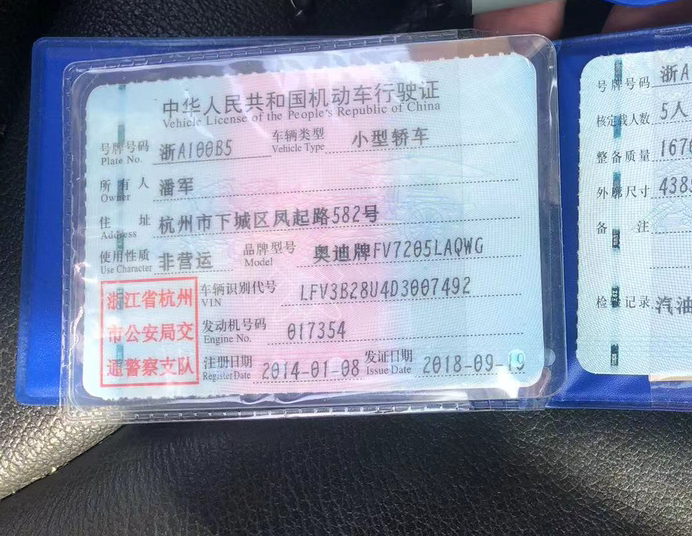 中华人民共和国机动车行驶证
Vehicle License of the People's Republic of China
号牌号码 浙A100B5 车辆类型 小型轿车
Plate No. Vehicle Type
所有人 潘军
Owner
住址 杭州市下城区凤起路582号
Address
使用性质 非营运 品牌型号 奥迪牌FV7205LAQWG
Use Character Model
浙江省杭州
市公安局交
通警察支队
车辆识别代号 LFV3B28U4D3007492
VIN
发动机号码 017354
Engine No.
注册日期 2014-01-08 发证日期 2018-09-19
Register Date Issue Date
号牌号码 浙A
核定载人数 5人
整备质量 1670
外廓尺寸 438
备注
检验记录 汽油